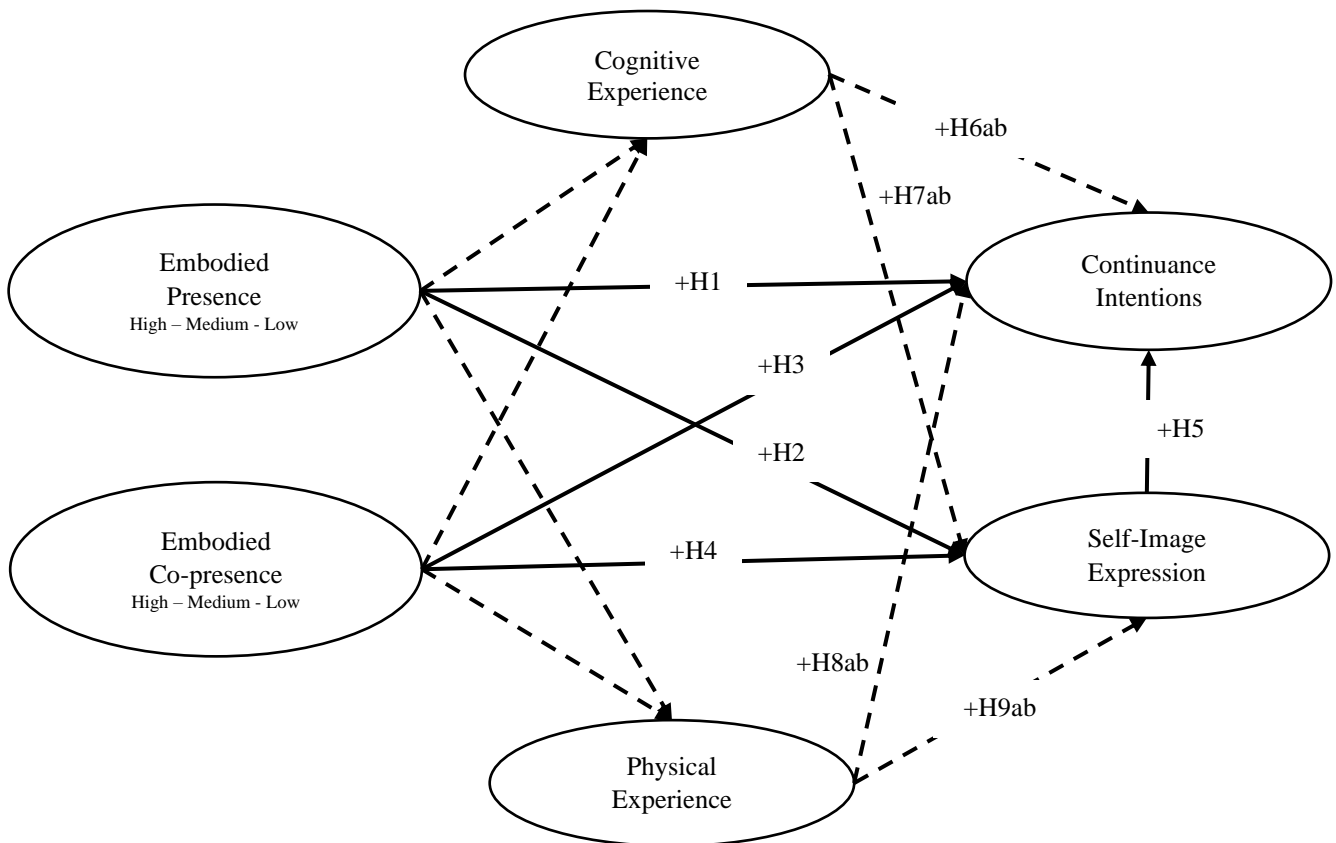 Cognitive
Experience
+H6ab
+H7ab
Embodied
Presence
High – Medium - Low
Continuance
Intentions
+H1
+H3
+H2
+H5
Embodied
Co-presence
High – Medium - Low
+H4
Self-Image
Expression
+H8ab
+H9ab
Physical
Experience